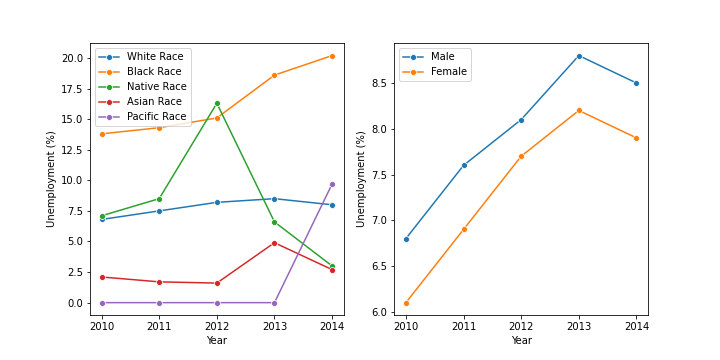 Unemployment (%)
20.0
17.5
15.0
12.5
10.0
7.5
5.0
2.5
0.0
White Race
Black Race
Native Race
Asian Race
Pacific Race
2010 2011 2012 2013 2014
Year
Unemployment (%)
8.5
8.0
7.5
7.0
6.5
6.0
Male
Female
2010 2011 2012 2013 2014
Year